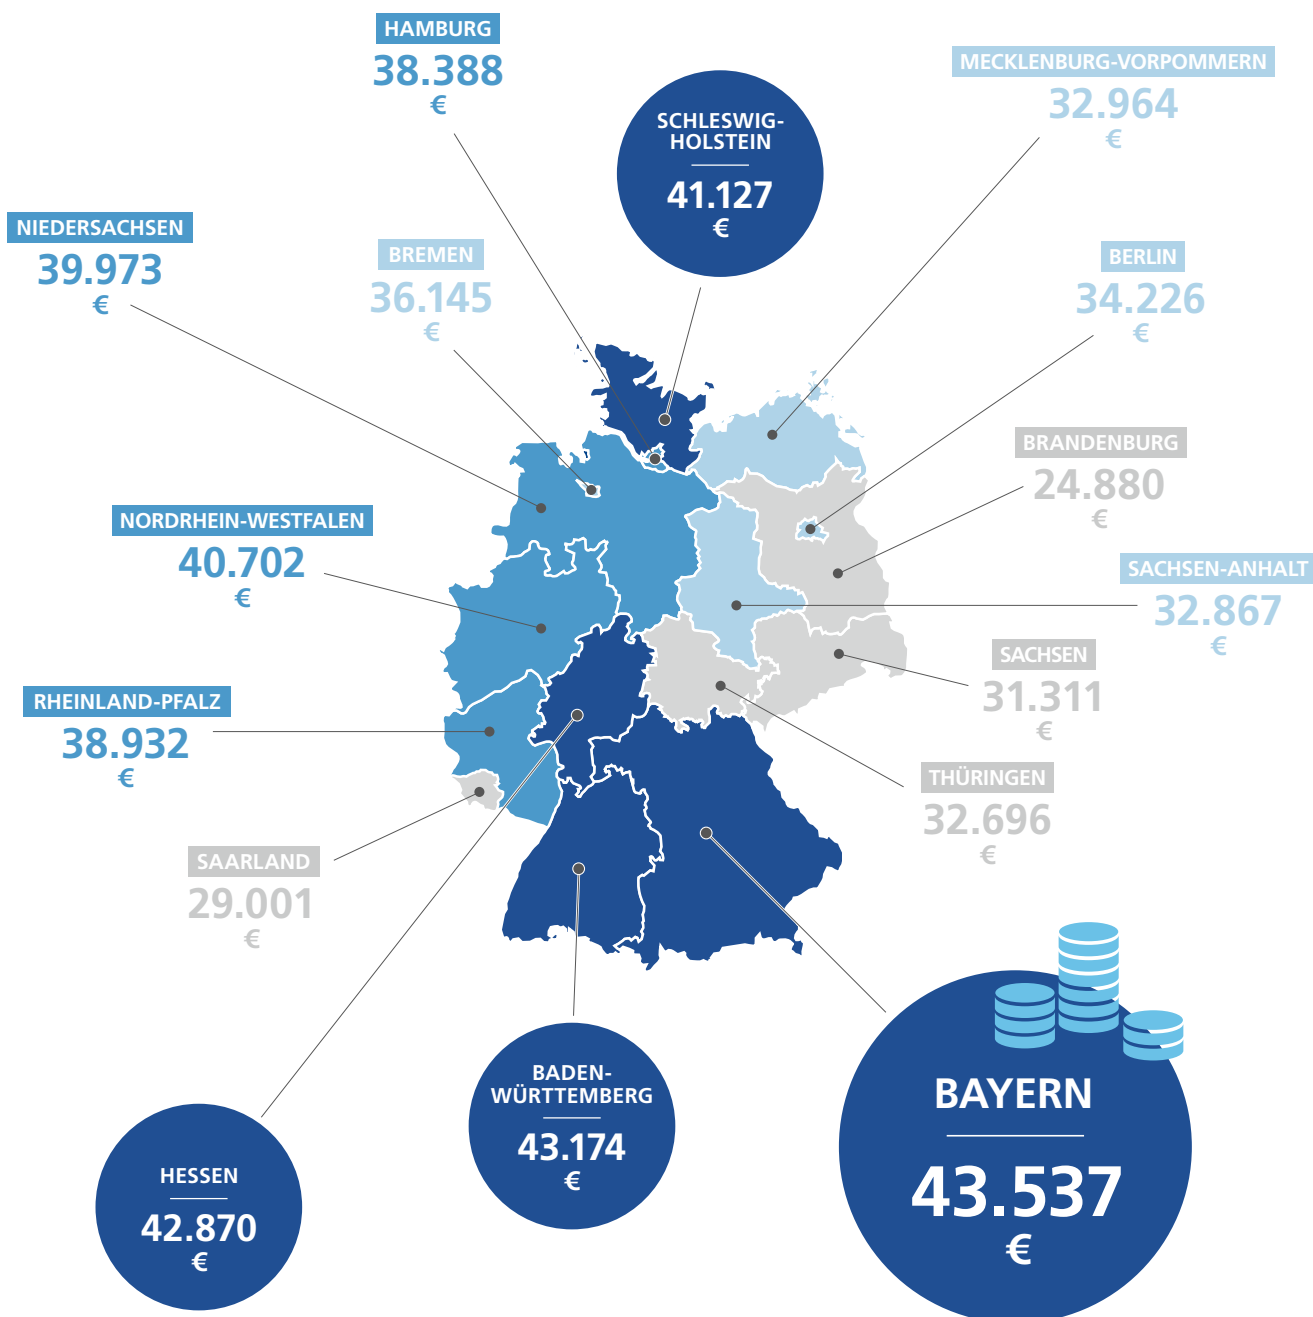 HAMBURG
38.388
€
MECKLENBURG-VORPOMMERN
32.964
€
SCHLESWIG-
HOLSTEIN
41.127
€
NIEDERSACHSEN
39.973
€
BREMEN
36.145
€
BERLIN
34.226
€
BRANDENBURG
24.880
€
NORDRHEIN-WESTFALEN
40.702
€
SACHSEN-ANHALT
32.867
€
SACHSEN
31.311
€
RHEINLAND-PFALZ
38.932
€
THÜRINGEN
32.696
€
SAARLAND
29.001
€
BADEN-
WÜRTTEMBERG
43.174
€
BAYERN
43.537
€
HESSEN
42.870
€